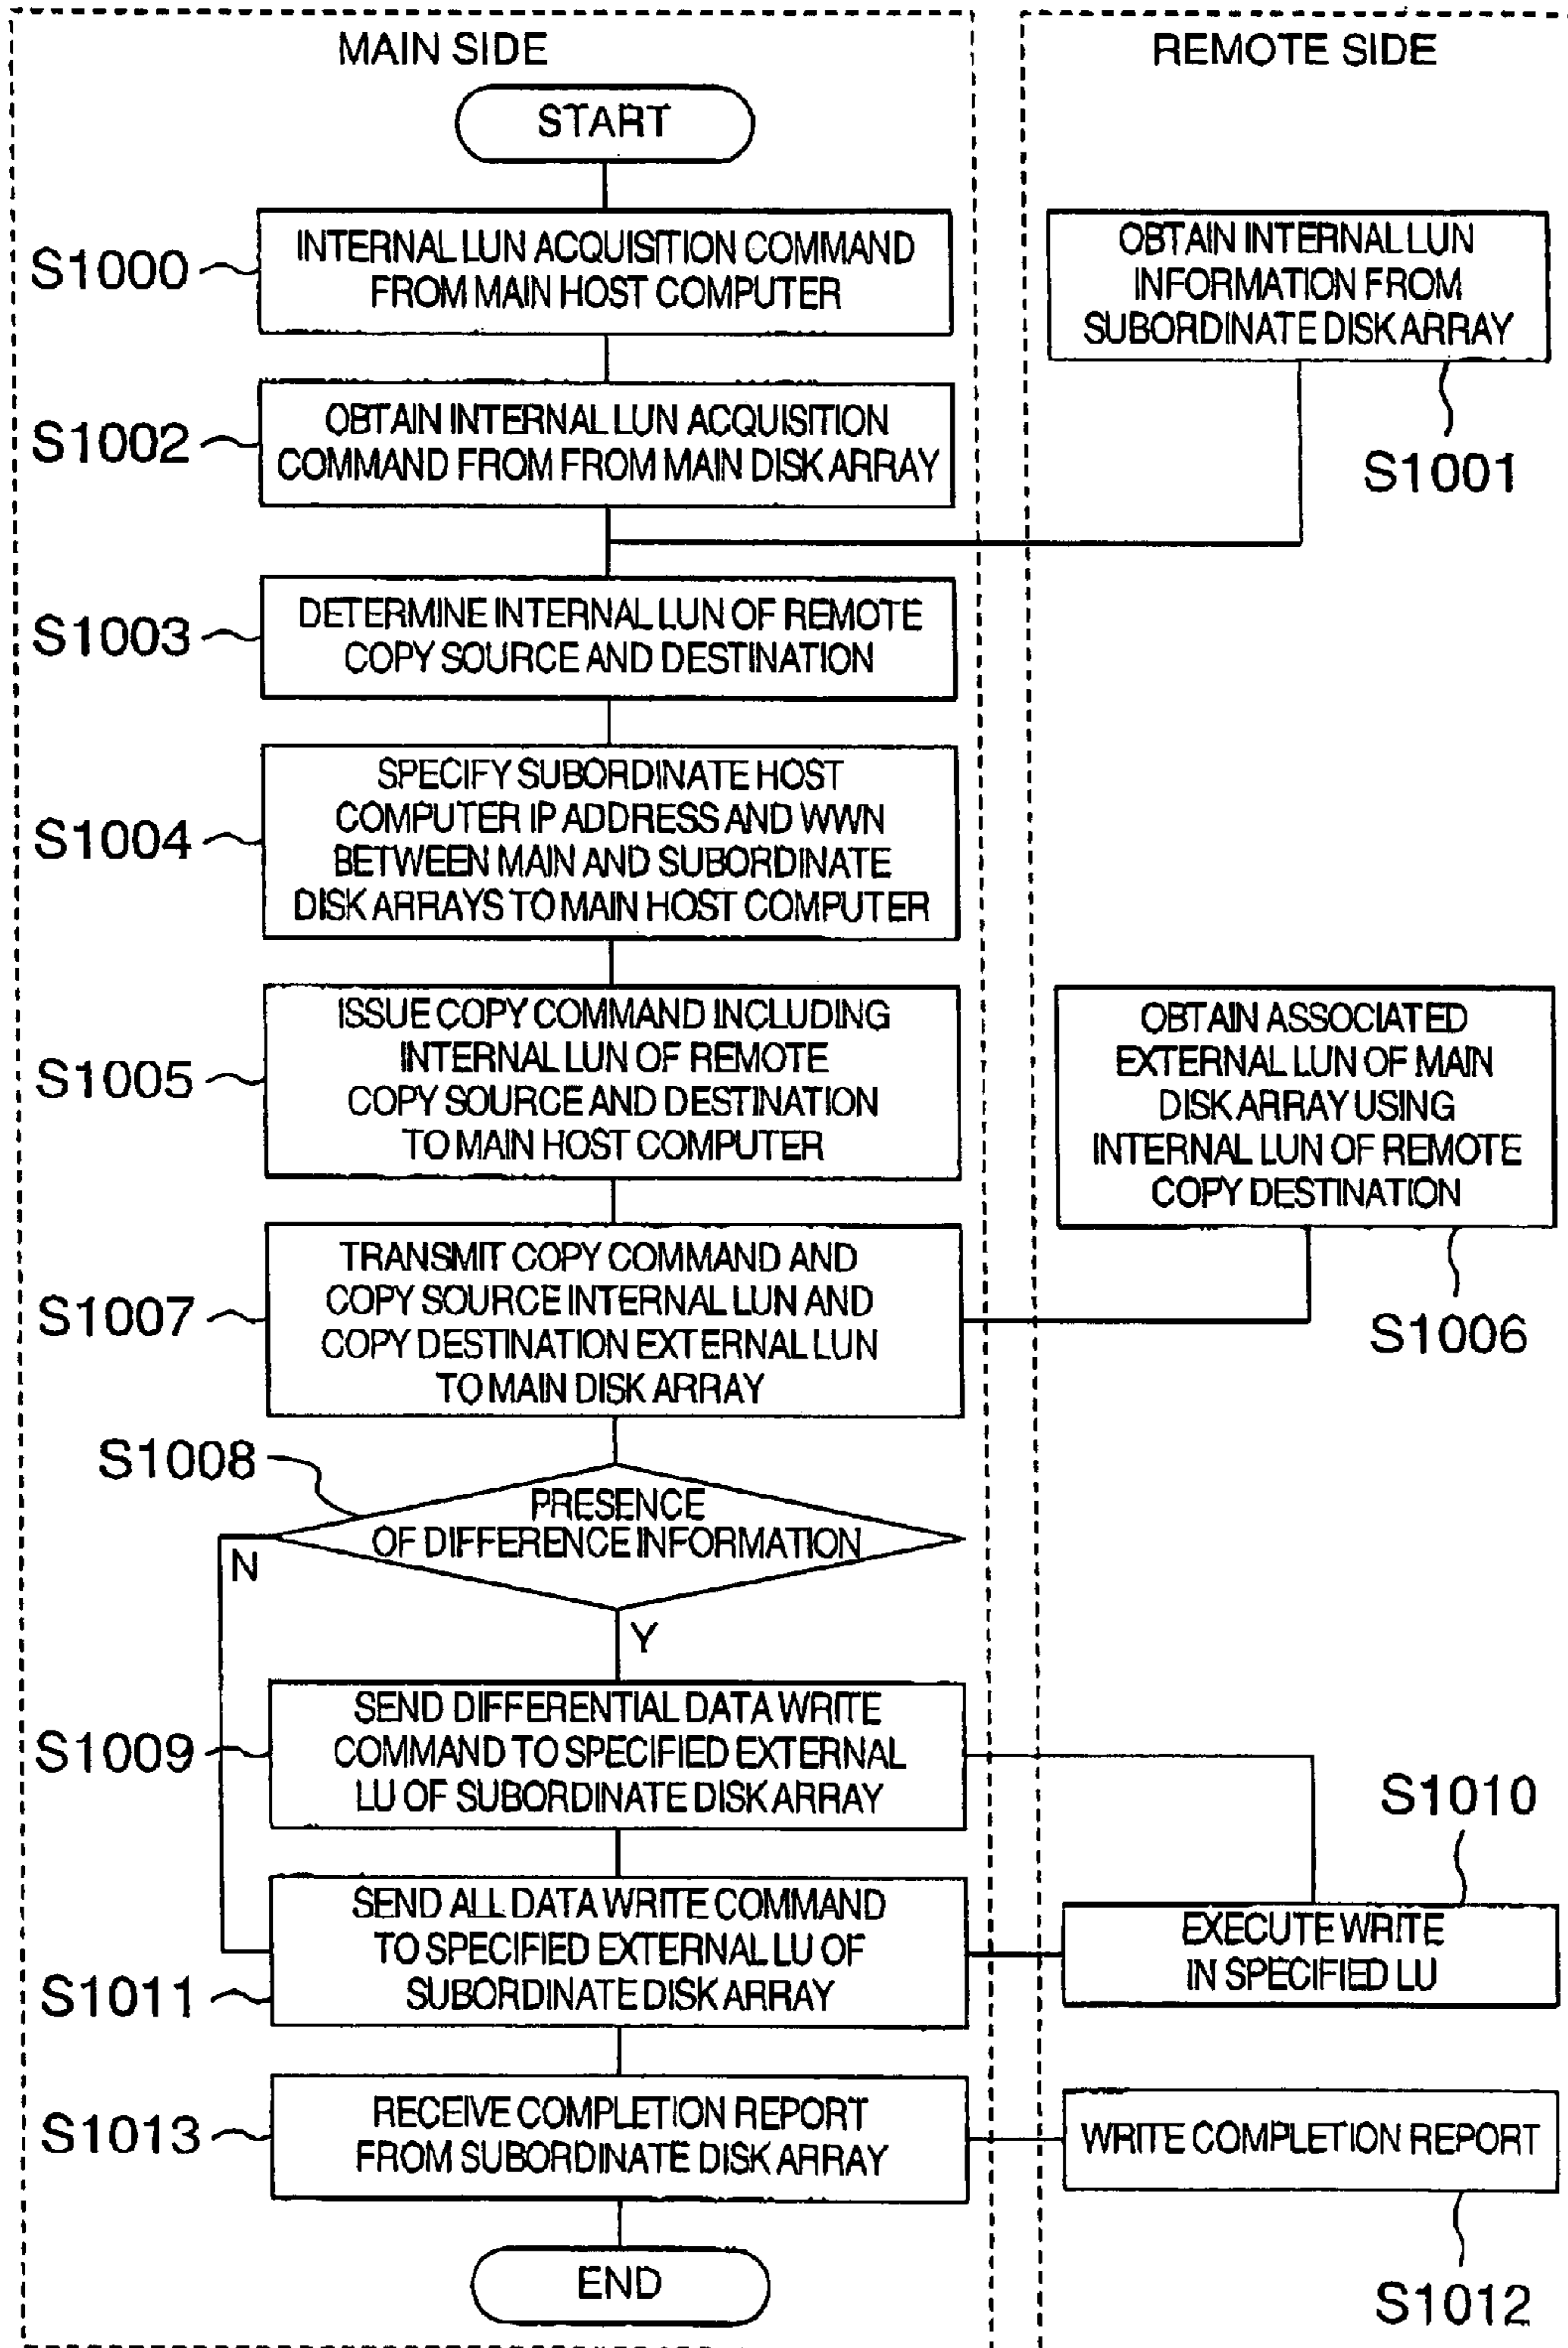 MAIN SIDE
REMOTE SIDE
START
S1000
INTERNAL LUN ACQUISITION COMMAND
FROM MAIN HOST COMPUTER
OBTAIN INTERNAL LUN
INFORMATION FROM
SUBORDINATE DISK ARRAY
S1001
S1002
OBTAIN INTERNAL LUN ACQUISITION
COMMAND FROM FROM MAIN DISK ARRAY
S1003
DETERMINE INTERNAL LUN OF REMOTE
COPY SOURCE AND DESTINATION
S1004
SPECIFY SUBORDINATE HOST
COMPUTER IP ADDRESS AND WWN
BETWEEN MAIN AND SUBORDINATE
DISK ARRAYS TO MAIN HOST COMPUTER
S1005
ISSUE COPY COMMAND INCLUDING
INTERNAL LUN OF REMOTE
COPY SOURCE AND DESTINATION
TO MAIN HOST COMPUTER
OBTAIN ASSOCIATED
EXTERNAL LUN OF MAIN
DISK ARRAY USING
INTERNAL LUN OF REMOTE
COPY DESTINATION
S1006
S1007
TRANSMIT COPY COMMAND AND
COPY SOURCE INTERNAL LUN AND
COPY DESTINATION EXTERNAL LUN
TO MAIN DISK ARRAY
S1008
PRESENCE
OF DIFFERENCE INFORMATION
N
Y
S1009
SEND DIFFERENTIAL DATA WRITE
COMMAND TO SPECIFIED EXTERNAL
LU OF SUBORDINATE DISK ARRAY
S1010
EXECUTE WRITE
IN SPECIFIED LU
S1011
SEND ALL DATA WRITE COMMAND
TO SPECIFIED EXTERNAL LU OF
SUBORDINATE DISK ARRAY
S1013
RECEIVE COMPLETION REPORT
FROM SUBORDINATE DISK ARRAY
WRITE COMPLETION REPORT
S1012
END